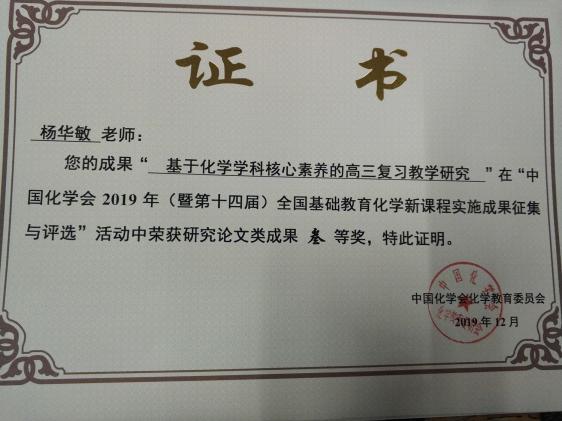 证书
杨华敏 老师：
您的成果“ 基于化学学科核心素养的高三复习教学研究 ”在“中
国化学会 2019 年（暨第十四届）全国基础教育化学新课程实施成果征集
与评选”活动中荣获研究论文类成果 叁 等奖，特此证明。
中国化学会化学教育委员会
2019 年 12 月
中国化学会